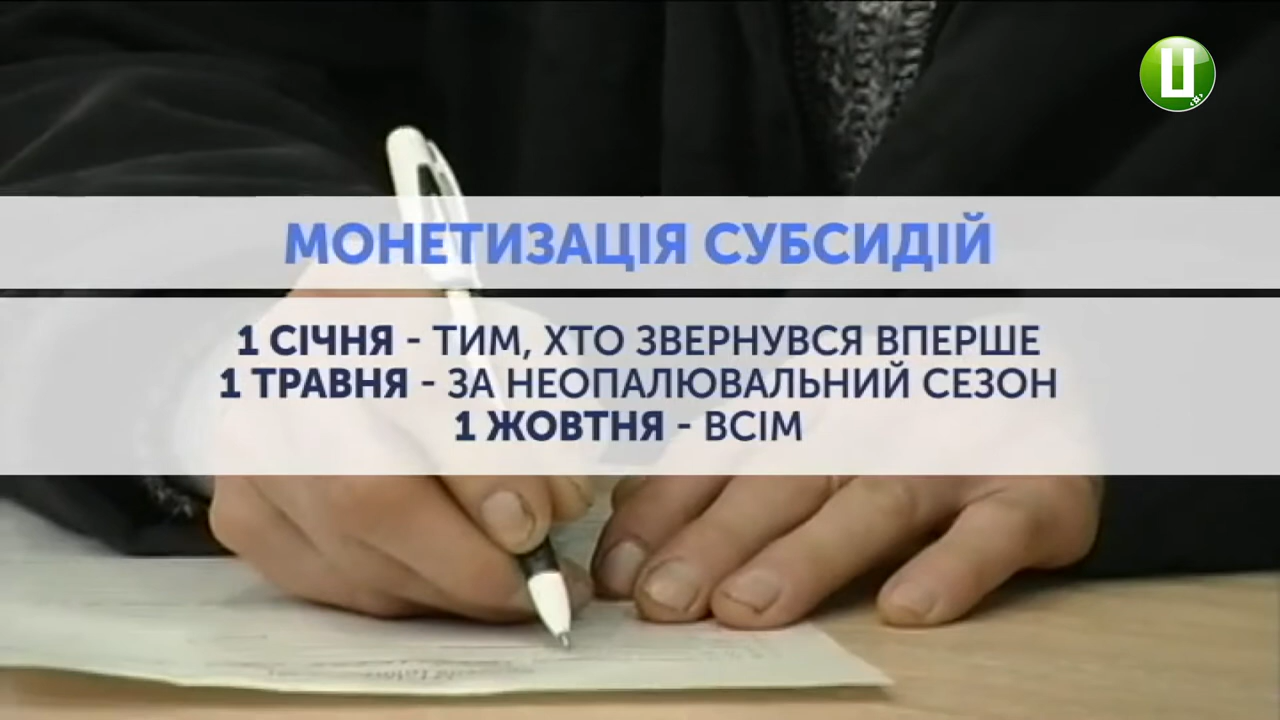 Ц
МОНЕТИЗАЦІЯ СУБСИДІЙ
1 СІЧНЯ - ТИМ, ХТО ЗВЕРНУВСЯ ВПЕРШЕ
1 ТРАВНЯ - ЗА НЕОПАЛЮВАЛЬНИЙ СЕЗОН
1 ЖОВТНЯ - ВСІМ